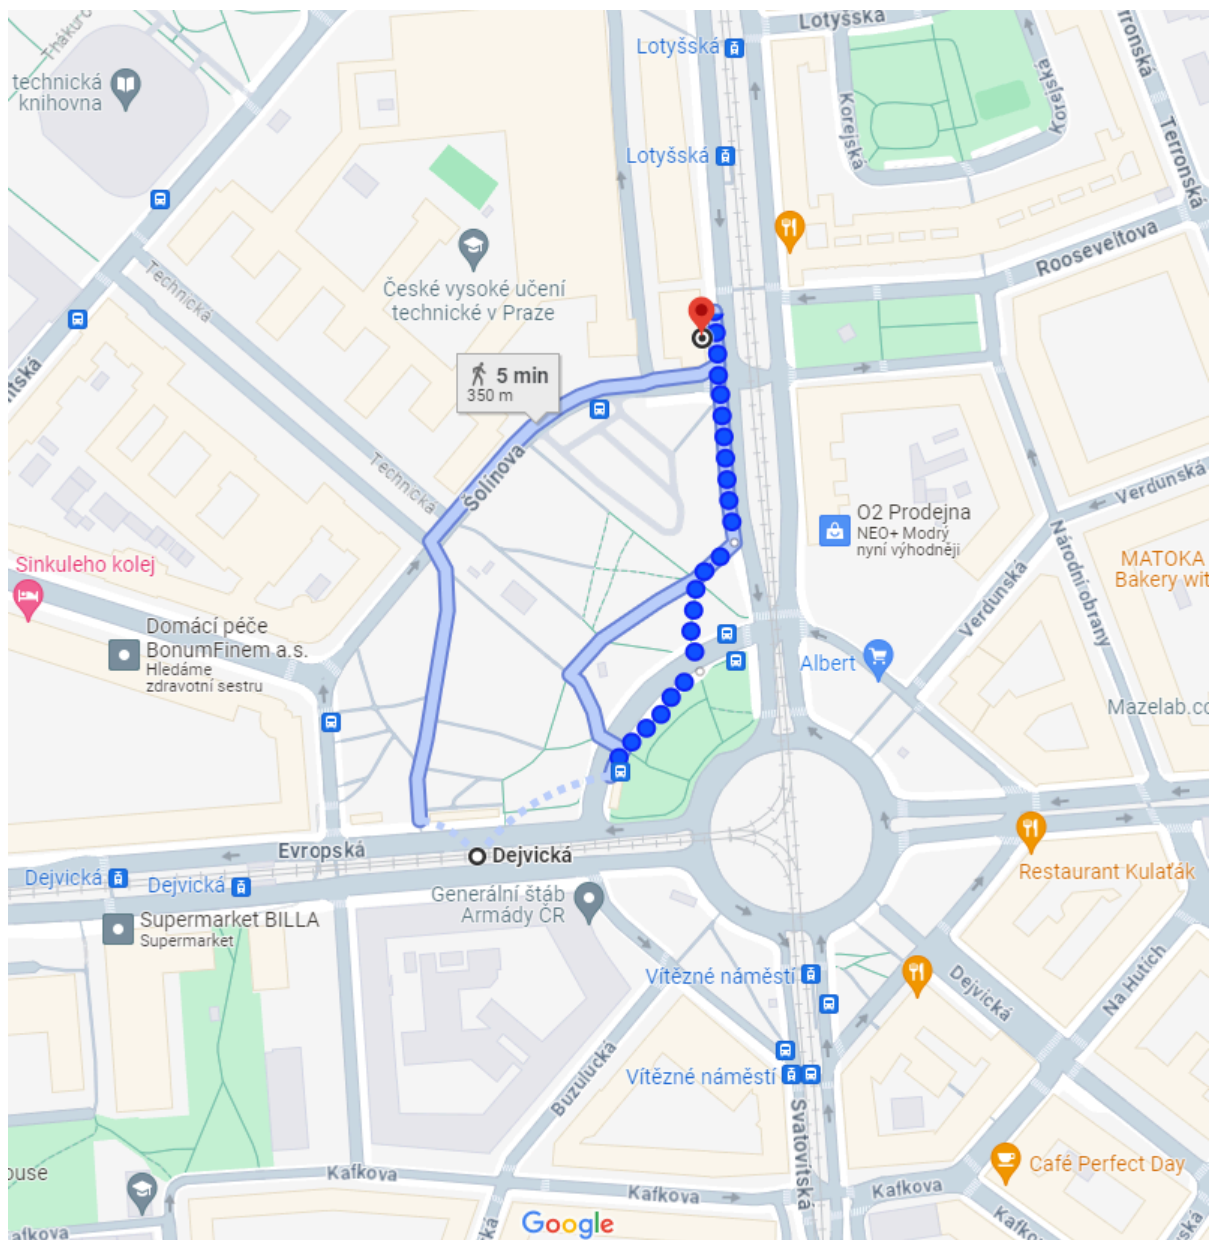 Lotyšská
Lotyšská
technická
knihovna
Korejská
Korejská
Terronská
Terronská
Lotyšská
Rooseveltova
České vysoké učení
technické v Praze
Technická
Technická
5 min
350 m
Šolínova
O2 Prodejna
NEO+ Modrý
nyní výhodněji
Verdunská
Verdunská
Národní obrany
MATOKA
Bakery wit
Sinkuleho kolej
Domácí péče
BonumFinem a.s.
Hledáme
zdravotní sestru
Albert
Mazelab.co
Evropská
Dejvická
Dejvická
Dejvická
Restaurant Kulaťák
Generální štáb
Armády ČR
Supermarket BILLA
Supermarket
Vítězné náměstí
Dejvická
Na Hutích
Buzulucká
Vítězné náměstí
Svatovítská
Café Perfect Day
ouse
Kafkova
Kafkova
Kafkova
Kafkova
Google